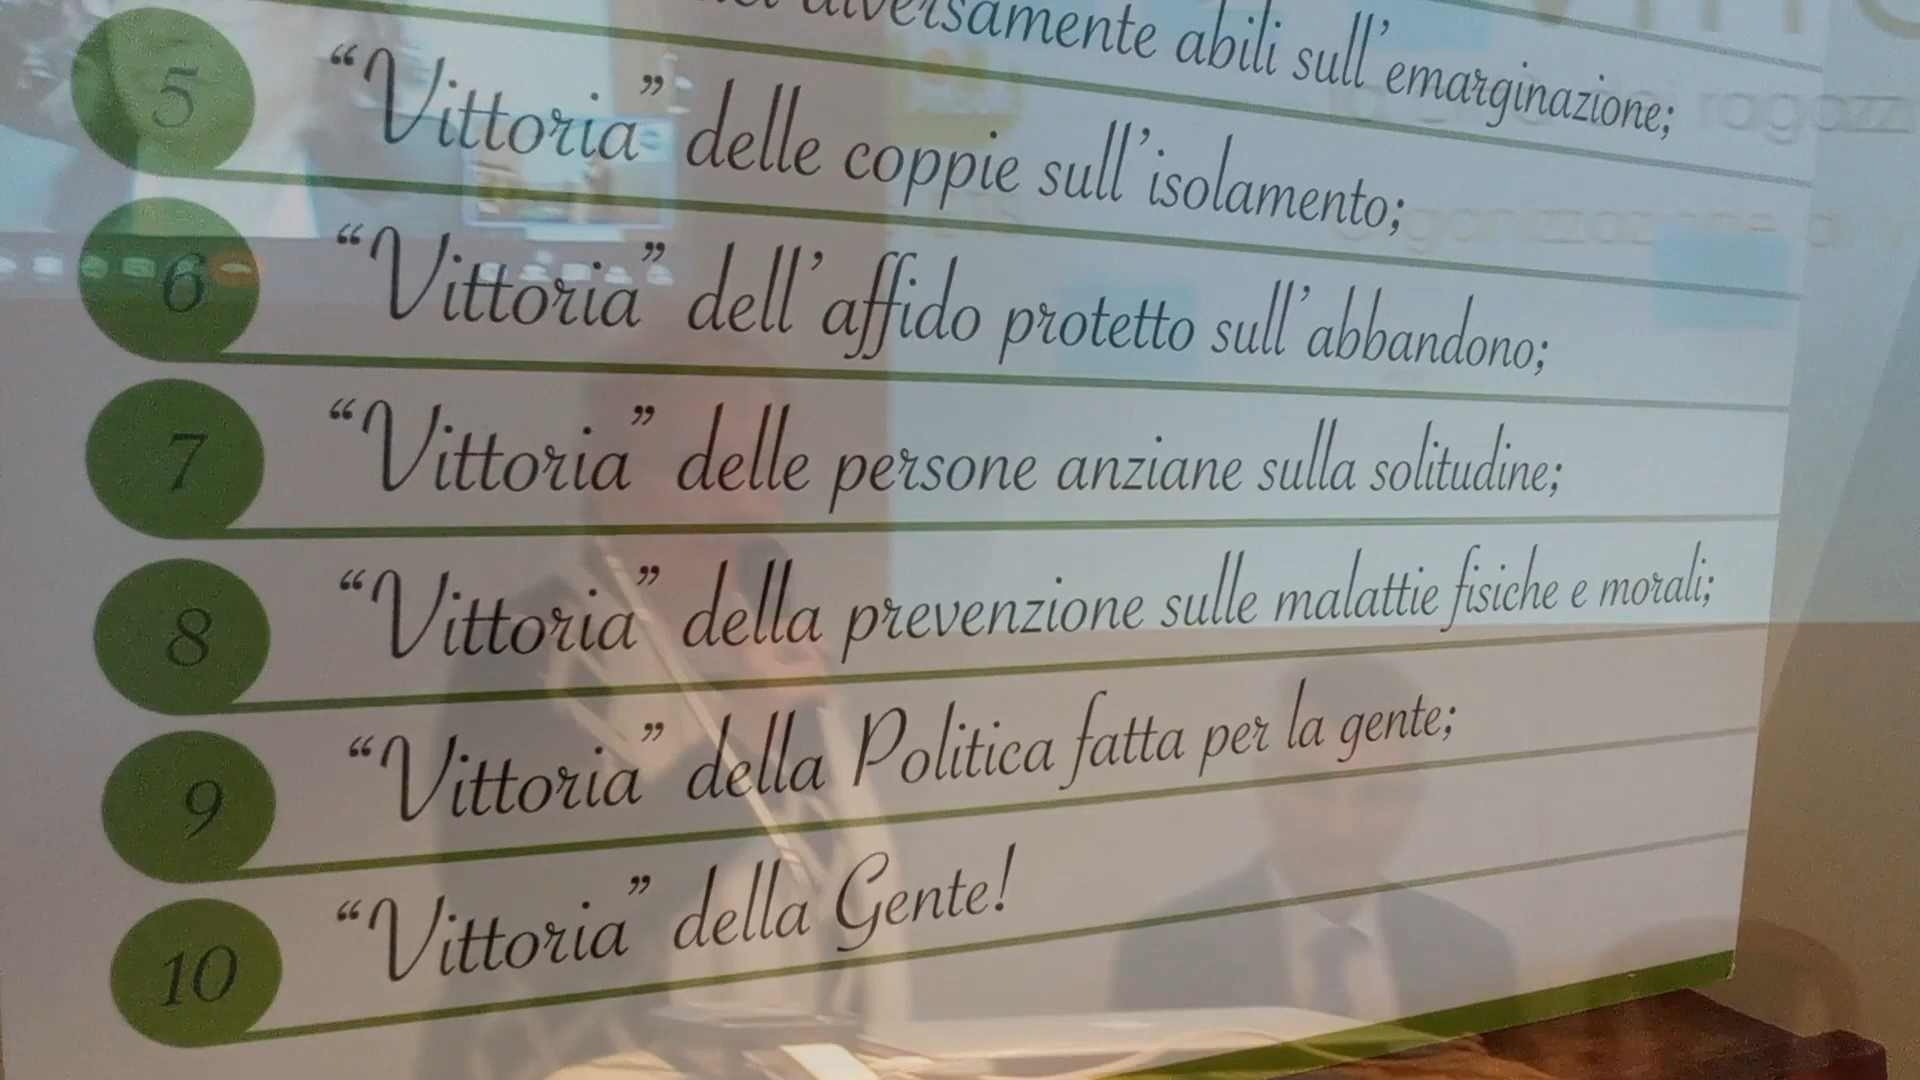 diversamente abili sull'emarginazione;
5 "Vittoria" delle coppie sull'isolamento;
6 "Vittoria" dell'affido protetto sull'abbandono;
7 "Vittoria" delle persone anziane sulla solitudine;
8 "Vittoria" della prevenzione sulle malattie fisiche e morali;
9 "Vittoria" della Politica fatta per la gente;
10 "Vittoria" della Gente!